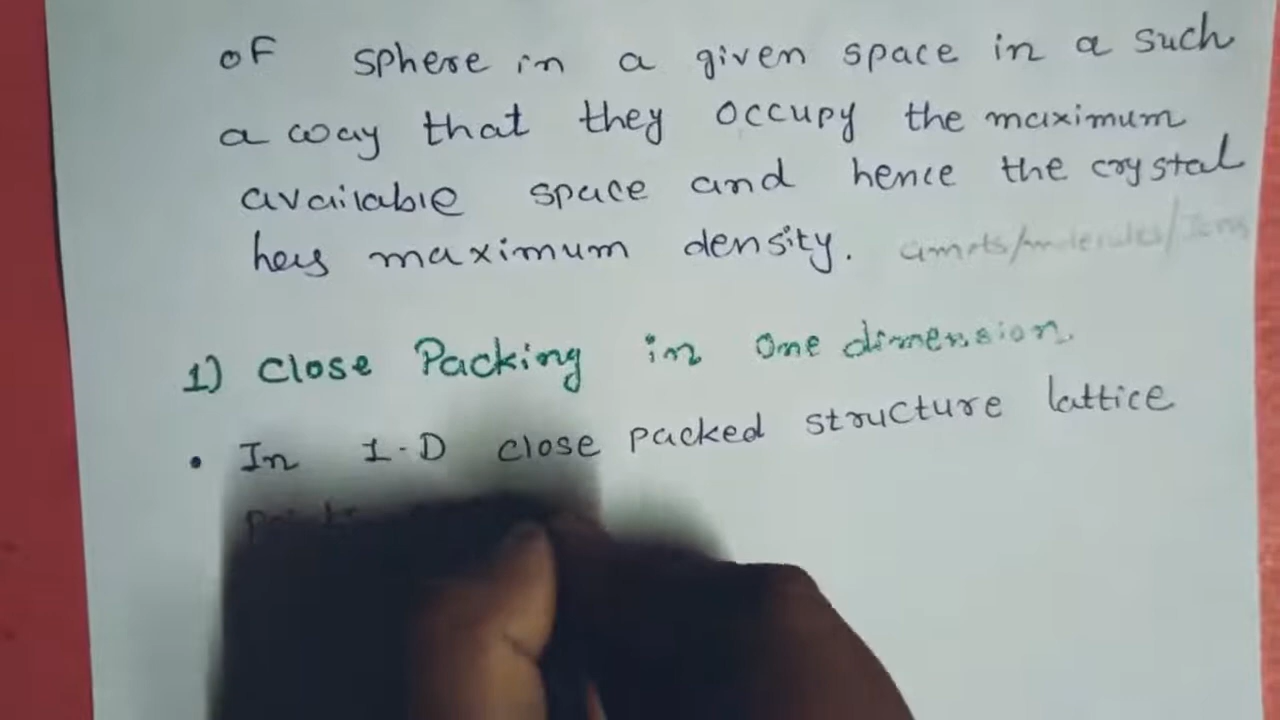 of sphere in a given space in a such
a way that they occupy the maximum
available space and hence the crystal
has maximum density.
1) Close Packing in One dimension.
• In 1-D close packed structure lattice